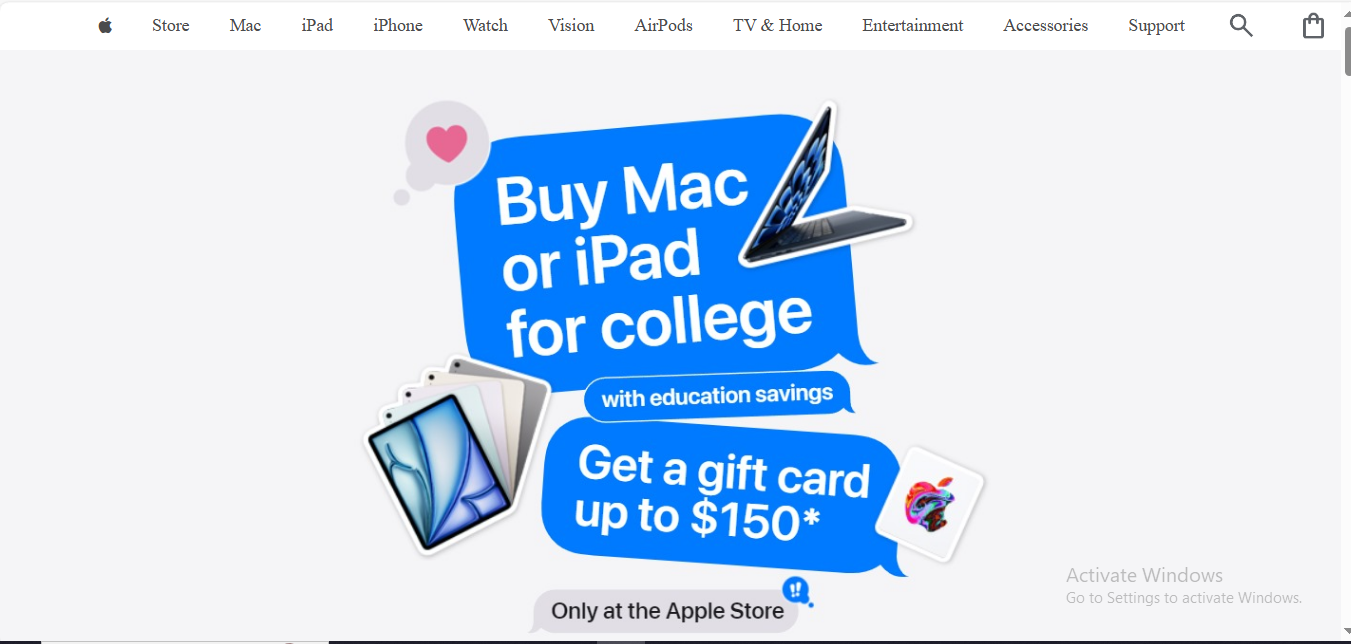 Store Mac iPad iPhone Watch Vision AirPods TV & Home Entertainment Accessories Support
Buy Mac
or iPad
for college
with education savings
Get a gift card
up to $150*
!!
Only at the Apple Store
Activate Windows
Go to Settings to activate Windows.